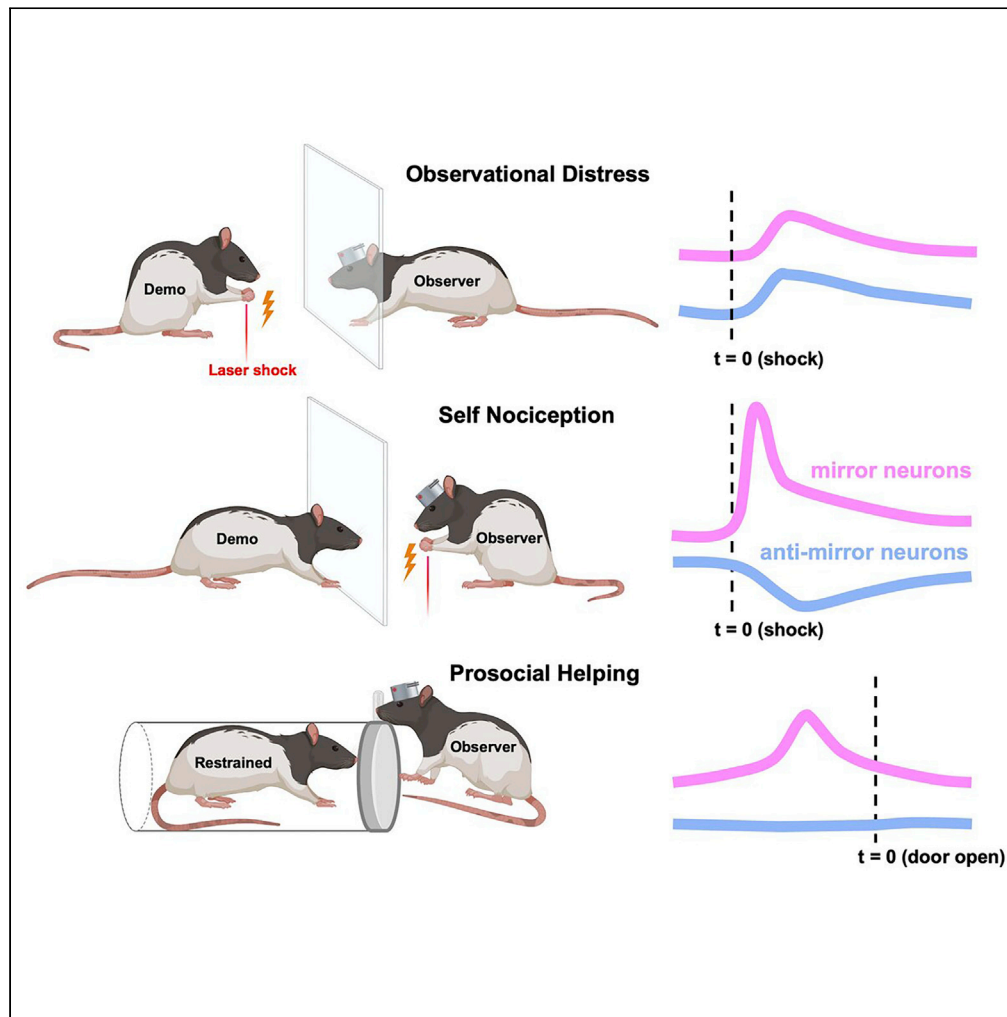 Observational Distress
Demo
Observer
Laser shock
t = 0 (shock)
Self Nociception
mirror neurons
Demo
Observer
anti-mirror neurons
t = 0 (shock)
Prosocial Helping
Restrained
Observer
t = 0 (door open)